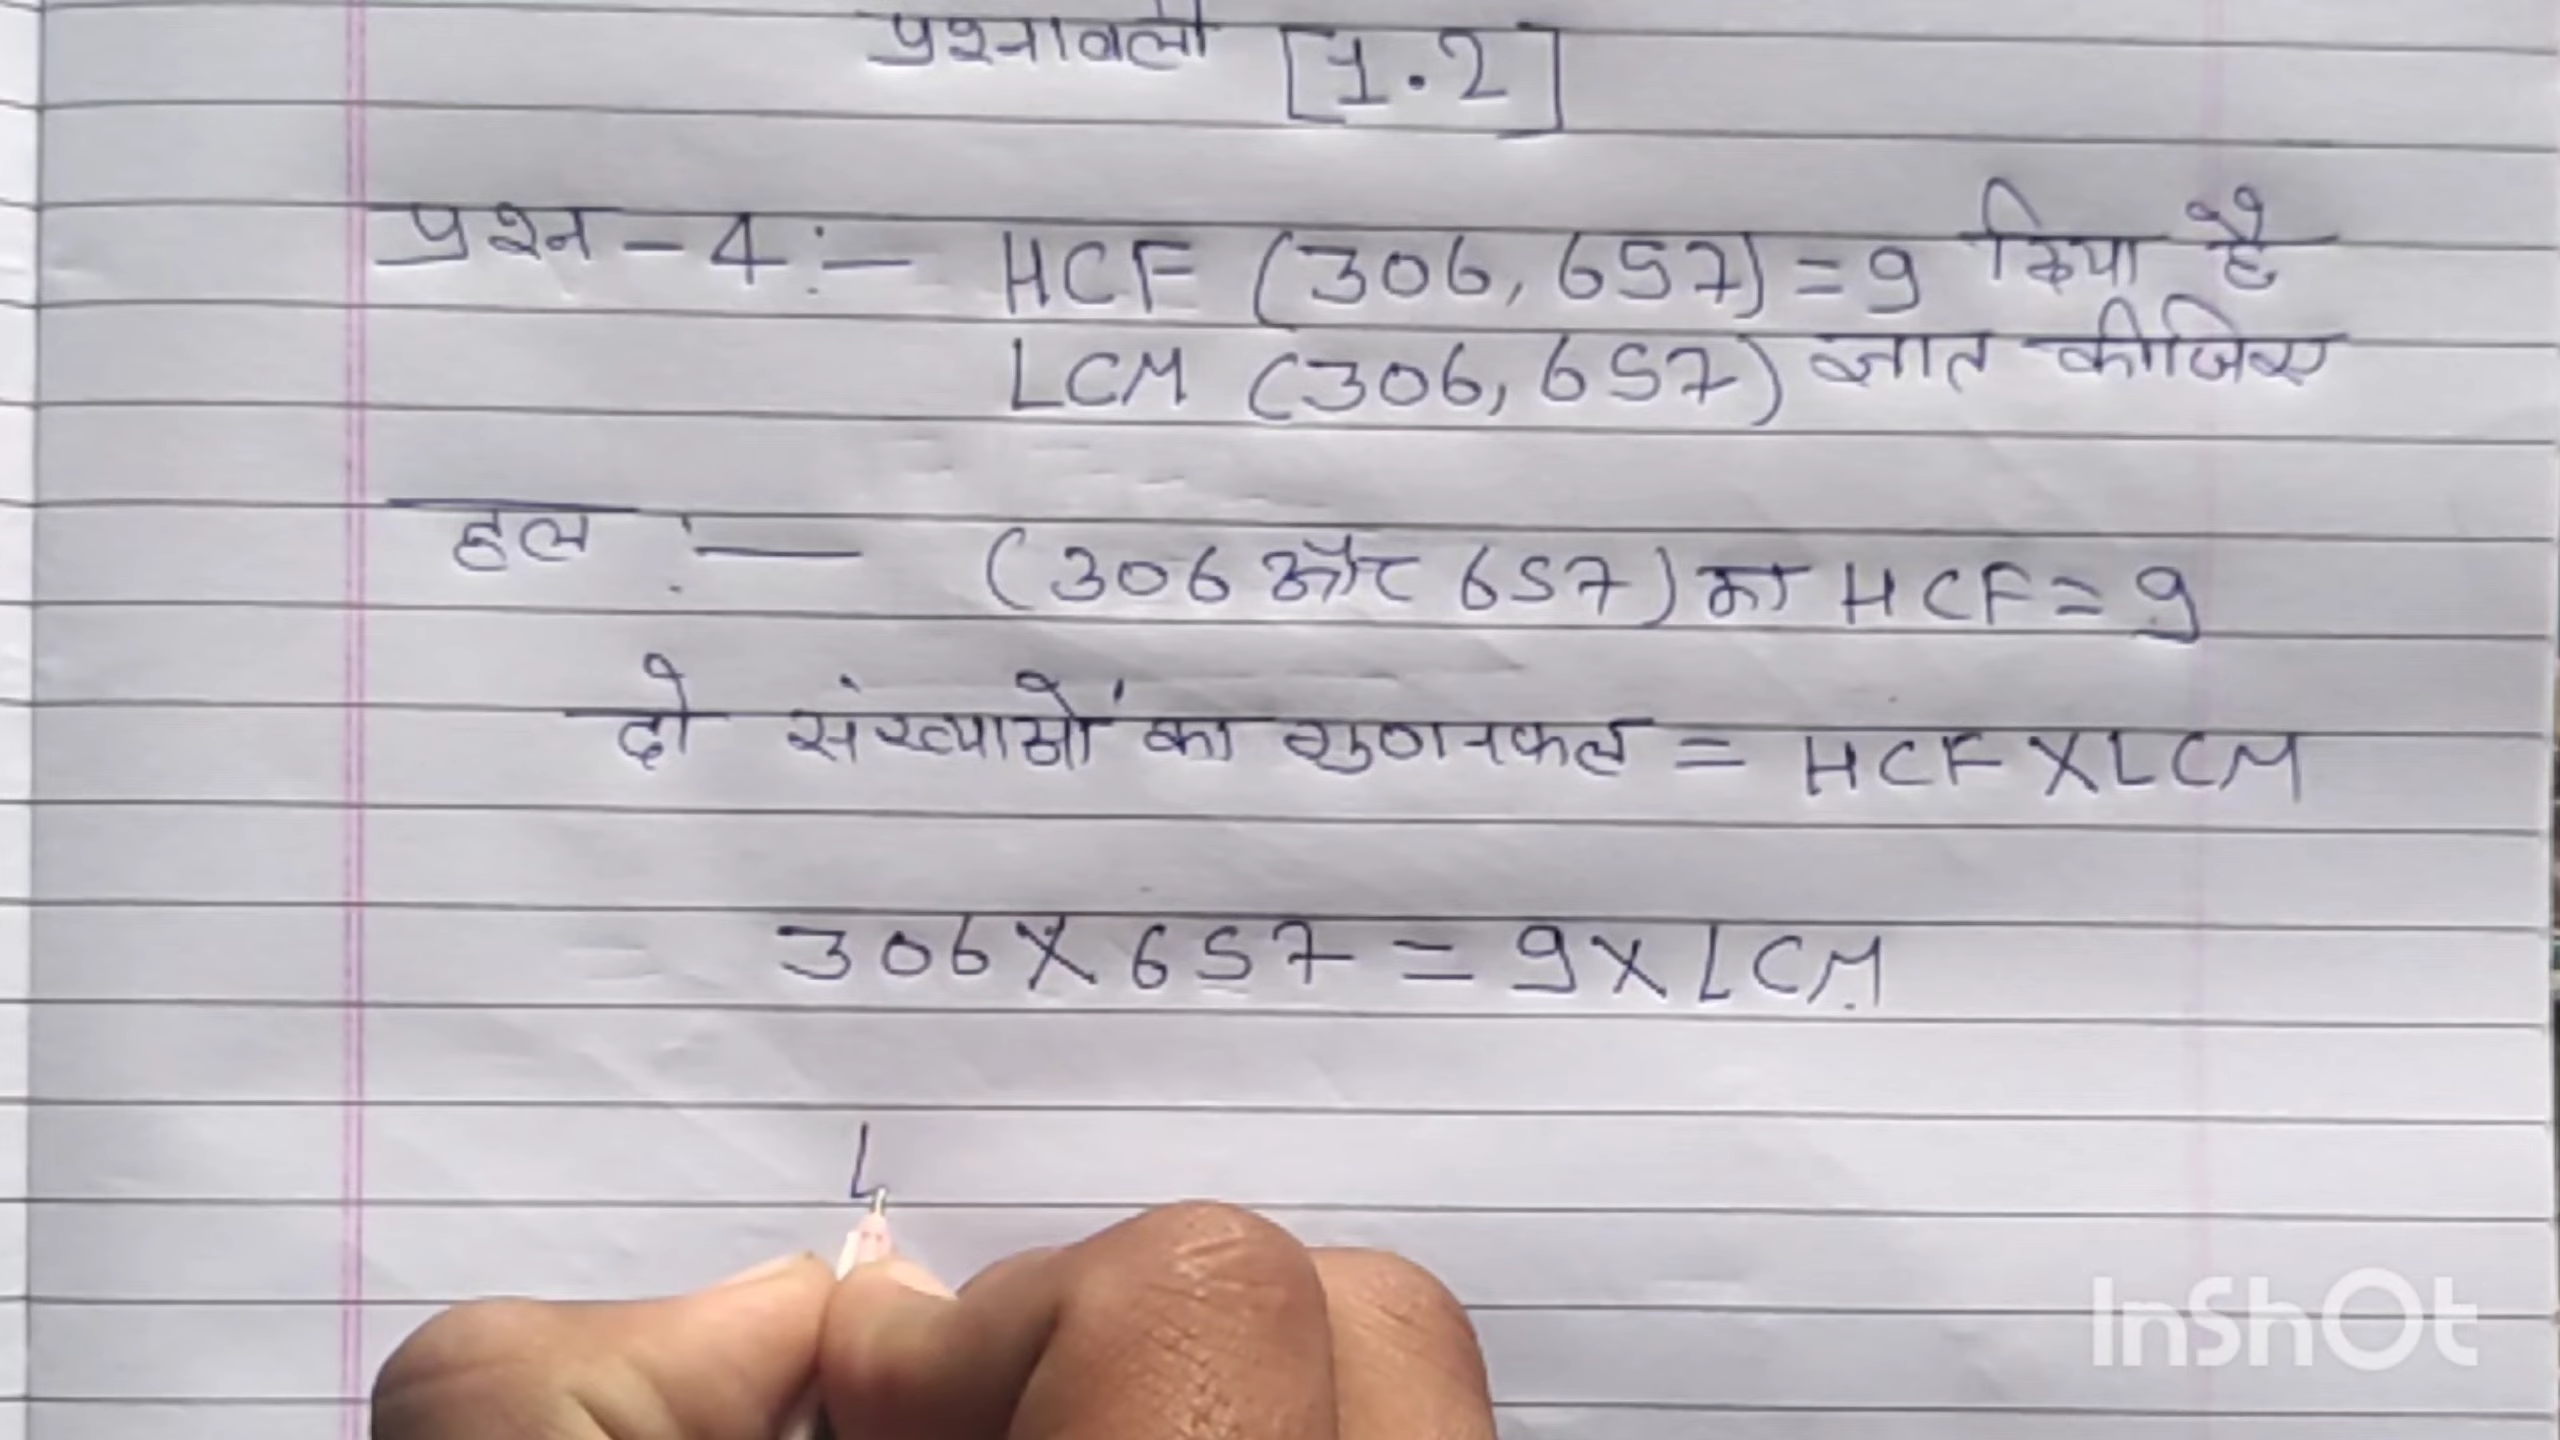 प्रश्नावली [1.2]
प्रश्न - 4 :- HCF (306, 657) = 9 दिया है
LCM (306, 657) ज्ञात कीजिए
हल :- (306 और 657) का HCF = 9
दो संख्याओं का गुणनफल = HCF X LCM
306 X 657 = 9 X LCM
L
InShOt